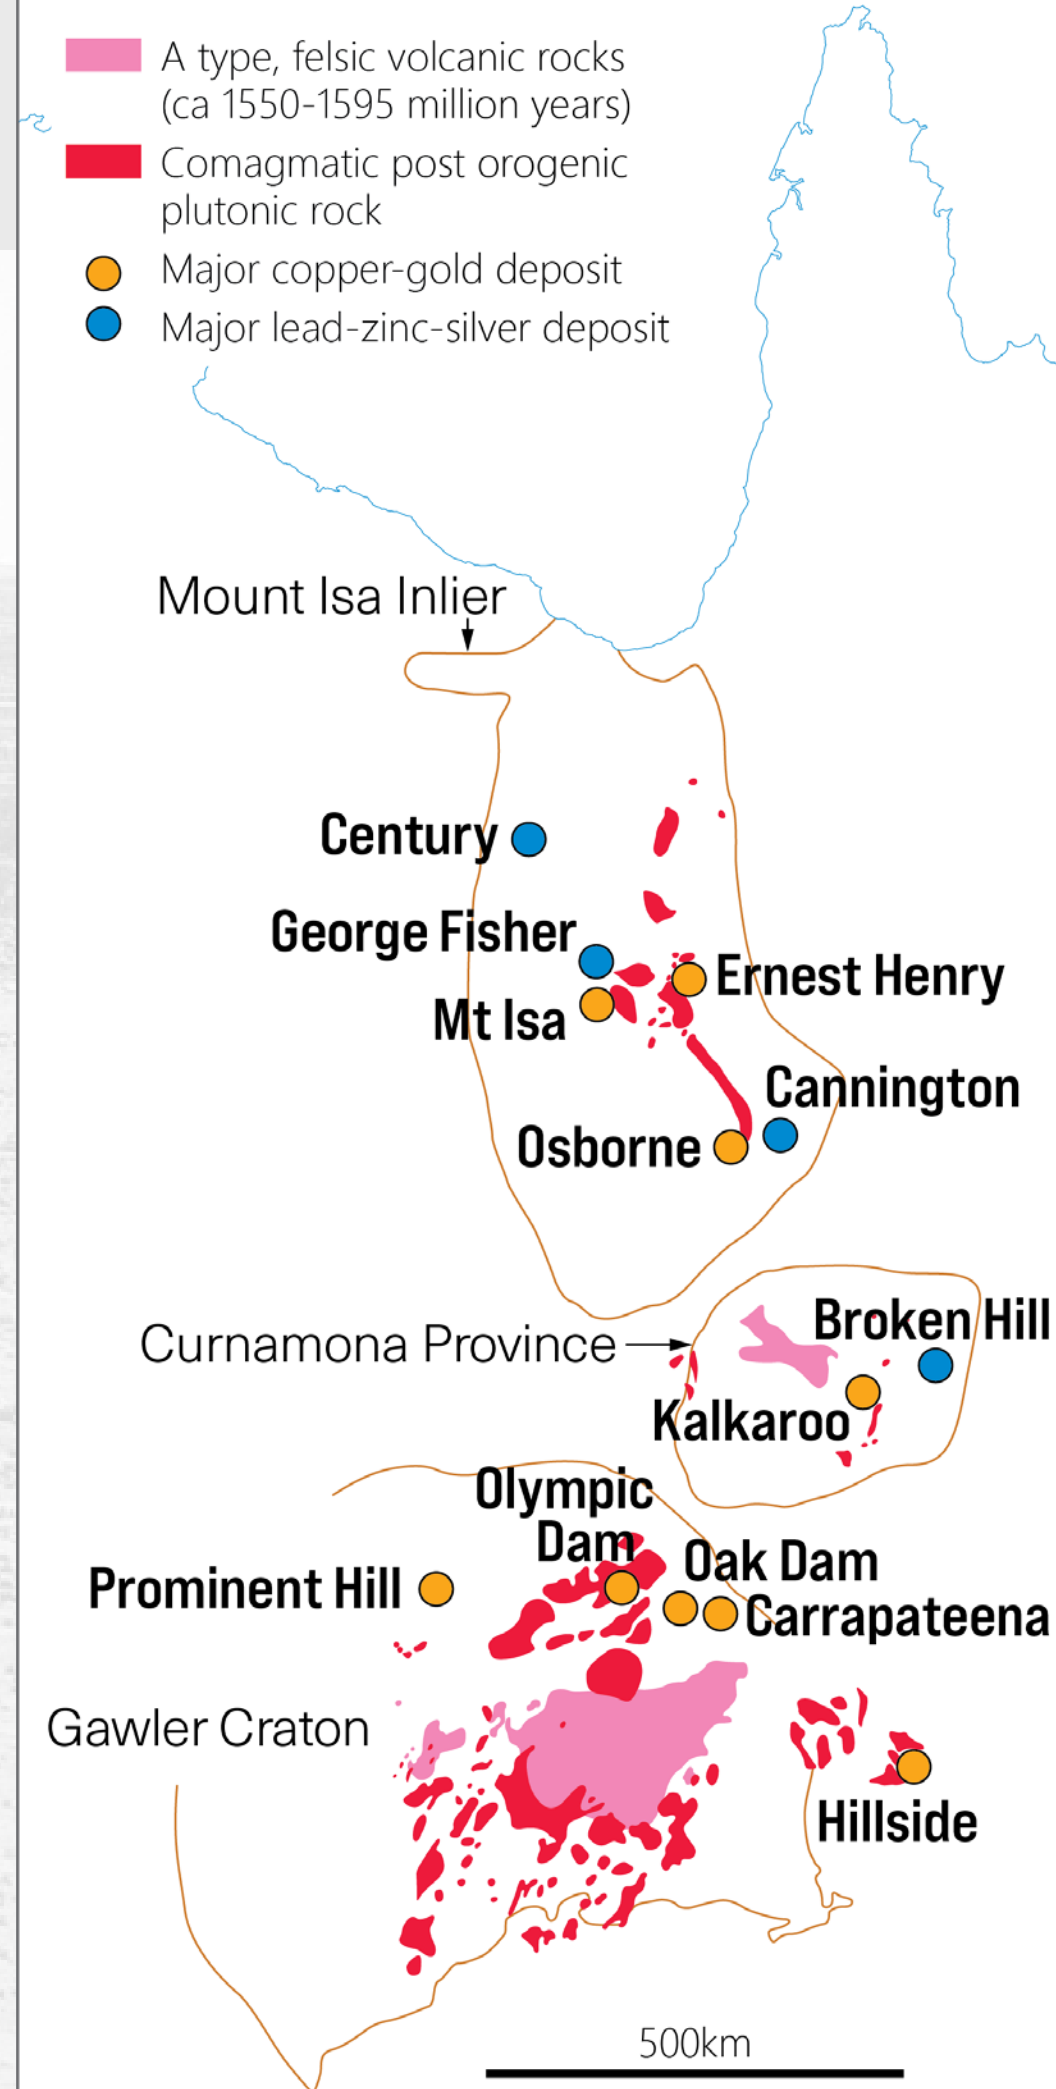 A type, felsic volcanic rocks
(ca 1550-1595 million years)
Comagmatic post orogenic
plutonic rock
Major copper-gold deposit
Major lead-zinc-silver deposit
Mount Isa Inlier
Century
George Fisher
Ernest Henry
Mt Isa
Cannington
Osborne
Broken Hill
Curnamona Province
Kalkaroo
Olympic
Dam
Oak Dam
Prominent Hill
Carrapateena
Gawler Craton
Hillside
500km